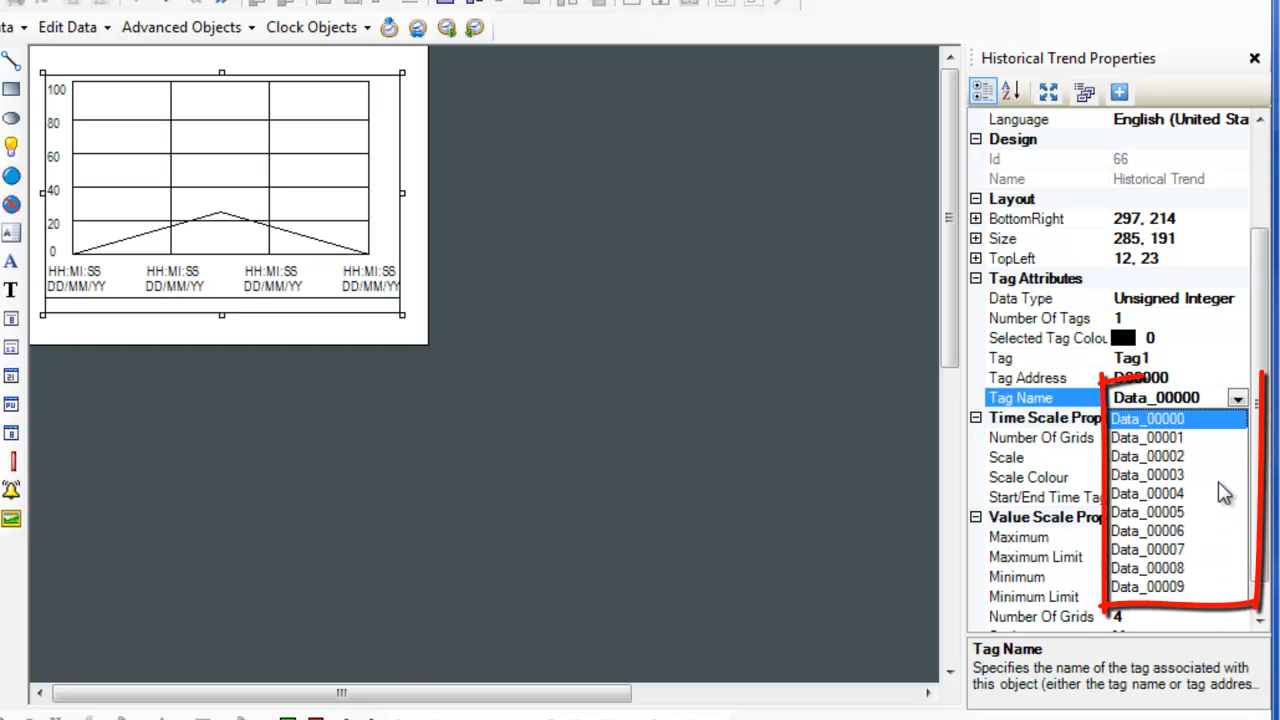 ta Edit Data Advanced Objects Clock Objects
100
80
60
40
20
0
HH:MI:SS HH:MI:SS HH:MI:SS HH:MI:SS
DD/MM/YY DD/MM/YY DD/MM/YY DD/MM/YY
Historical Trend Properties
Language English (United Sta
Design
Id 66
Name Historical Trend
Layout
BottomRight 297, 214
Size 285, 191
TopLeft 12, 23
Tag Attributes
Data Type Unsigned Integer
Number Of Tags 1
Selected Tag Colou 0
Tag Tag1
Tag Address D00000
Tag Name Data_00000
Data_00000
Time Scale Prop
Number Of Grids Data_00001
Scale Data_00002
Scale Colour Data_00003
Start/End Time Tag Data_00004
Value Scale Prop Data_00005
Maximum Data_00006
Maximum Limit Data_00007
Minimum Data_00008
Minimum Limit Data_00009
Number Of Grids 4
Tag Name
Specifies the name of the tag associated with
this object (either the tag name or tag addres...